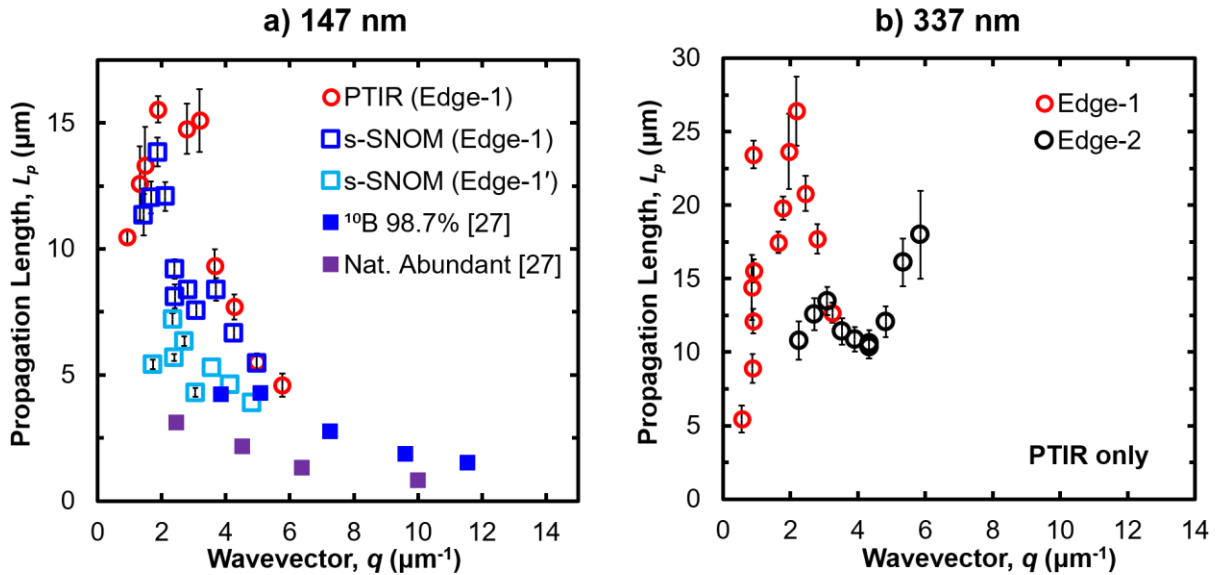 a) 147 nm
Propagation Length, Lp (µm)
15
10
5
0
0 2 4 6 8 10 12 14
Wavevector, q (µm⁻¹)
PTIR (Edge-1)
s-SNOM (Edge-1)
s-SNOM (Edge-1′)
¹⁰B 98.7% [27]
Nat. Abundant [27]
b) 337 nm
Propagation Length, Lp (µm)
30
25
20
15
10
5
0
0 2 4 6 8 10 12 14
Wavevector, q (µm⁻¹)
Edge-1
Edge-2
PTIR only